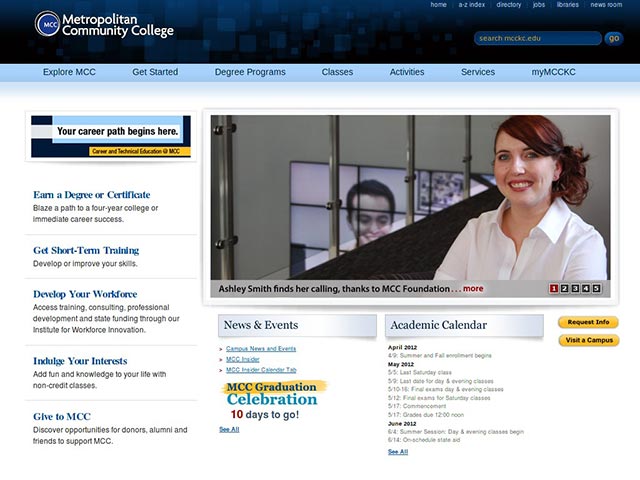 home | a-z index | directory | jobs | libraries | news room
MCC
Metropolitan
Community College
search mcckc.edu
go
Explore MCC
Get Started
Degree Programs
Classes
Activities
Services
myMCCKC
Your career path begins here.
Career and Technical Education @ MCC
Earn a Degree or Certificate
Blaze a path to a four-year college or
immediate career success.
Get Short-Term Training
Develop or improve your skills.
Develop Your Workforce
Access training, consulting, professional
development and state funding through our
Institute for Workforce Innovation.
Indulge Your Interests
Add fun and knowledge to your life with
non-credit classes.
Give to MCC
Discover opportunities for donors, alumni and
friends to support MCC.
Ashley Smith finds her calling, thanks to MCC Foundation . . . more
1 2 3 4 5
News & Events
Campus News and Events
MCC Insider
MCC Insider Calendar Tab
MCC Graduation
Celebration
10 days to go!
See All
Academic Calendar
April 2012
4/9: Summer and Fall enrollment begins
May 2012
5/5: Last Saturday class
5/9: Last date for day & evening classes
5/10-16: Final exams day & evening classes
5/12: Final exams for Saturday classes
5/17: Commencement
5/17: Grades due 12:00 noon
June 2012
6/4: Summer Session: Day & evening classes begin
6/14: On-schedule state aid
See All
Request Info
Visit a Campus